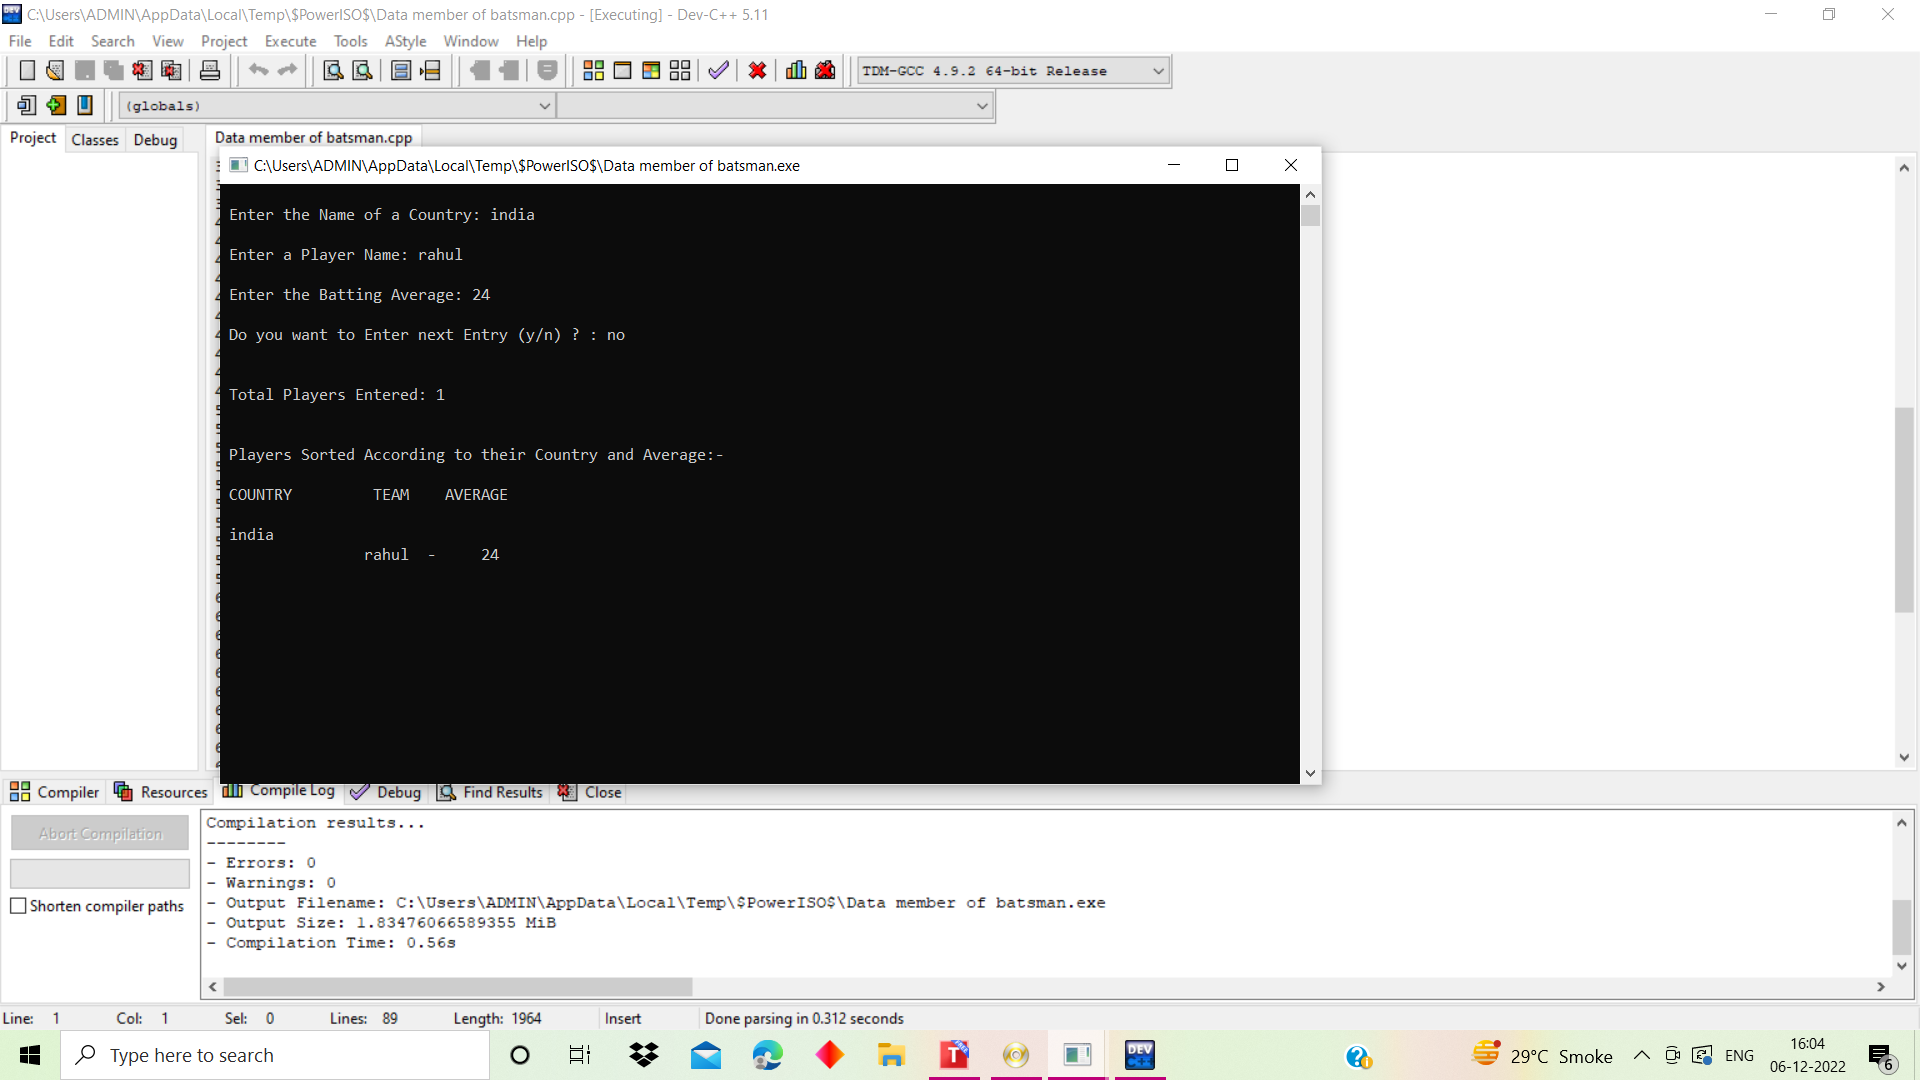 C:\Users\ADMIN\AppData\Local\Temp\$PowerISO$\Data member of batsman.cpp - [Executing] - Dev-C++ 5.11
File Edit Search View Project Execute Tools AStyle Window Help
TDM-GCC 4.9.2 64-bit Release
(globals)
Project Classes Debug
Data member of batsman.cpp
C:\Users\ADMIN\AppData\Local\Temp\$PowerISO$\Data member of batsman.exe
Enter the Name of a Country: india
Enter a Player Name: rahul
Enter the Batting Average: 24
Do you want to Enter next Entry (y/n) ? : no
Total Players Entered: 1
Players Sorted According to their Country and Average:-
COUNTRY TEAM AVERAGE
india
rahul - 24
Compiler Resources Compile Log Debug Find Results Close
Abort Compilation
Shorten compiler paths
Compilation results...
--------
- Errors: 0
- Warnings: 0
- Output Filename: C:\Users\ADMIN\AppData\Local\Temp\$PowerISO$\Data member of batsman.exe
- Output Size: 1.83476066589355 MiB
- Compilation Time: 0.56s
Line: 1 Col: 1 Sel: 0 Lines: 89 Length: 1964 Insert Done parsing in 0.312 seconds
Type here to search
DEV C++
29°C Smoke
ENG
16:04
06-12-2022
6